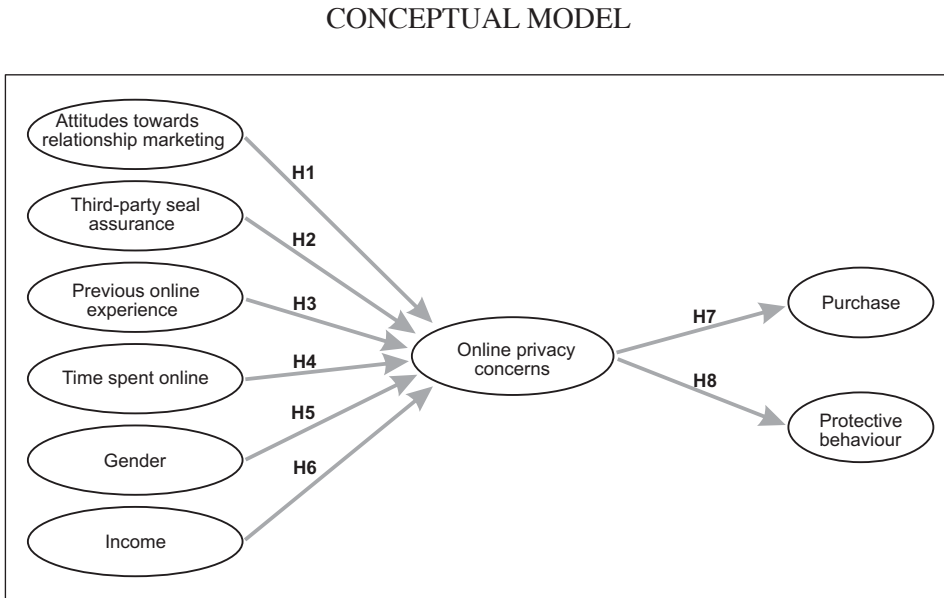 CONCEPTUAL MODEL
Attitudes towards
relationship marketing
H1
Third-party seal
assurance
H2
Previous online
experience
H3
Time spent online
H4
Gender
H5
Income
H6
Online privacy
concerns
H7
Purchase
H8
Protective
behaviour